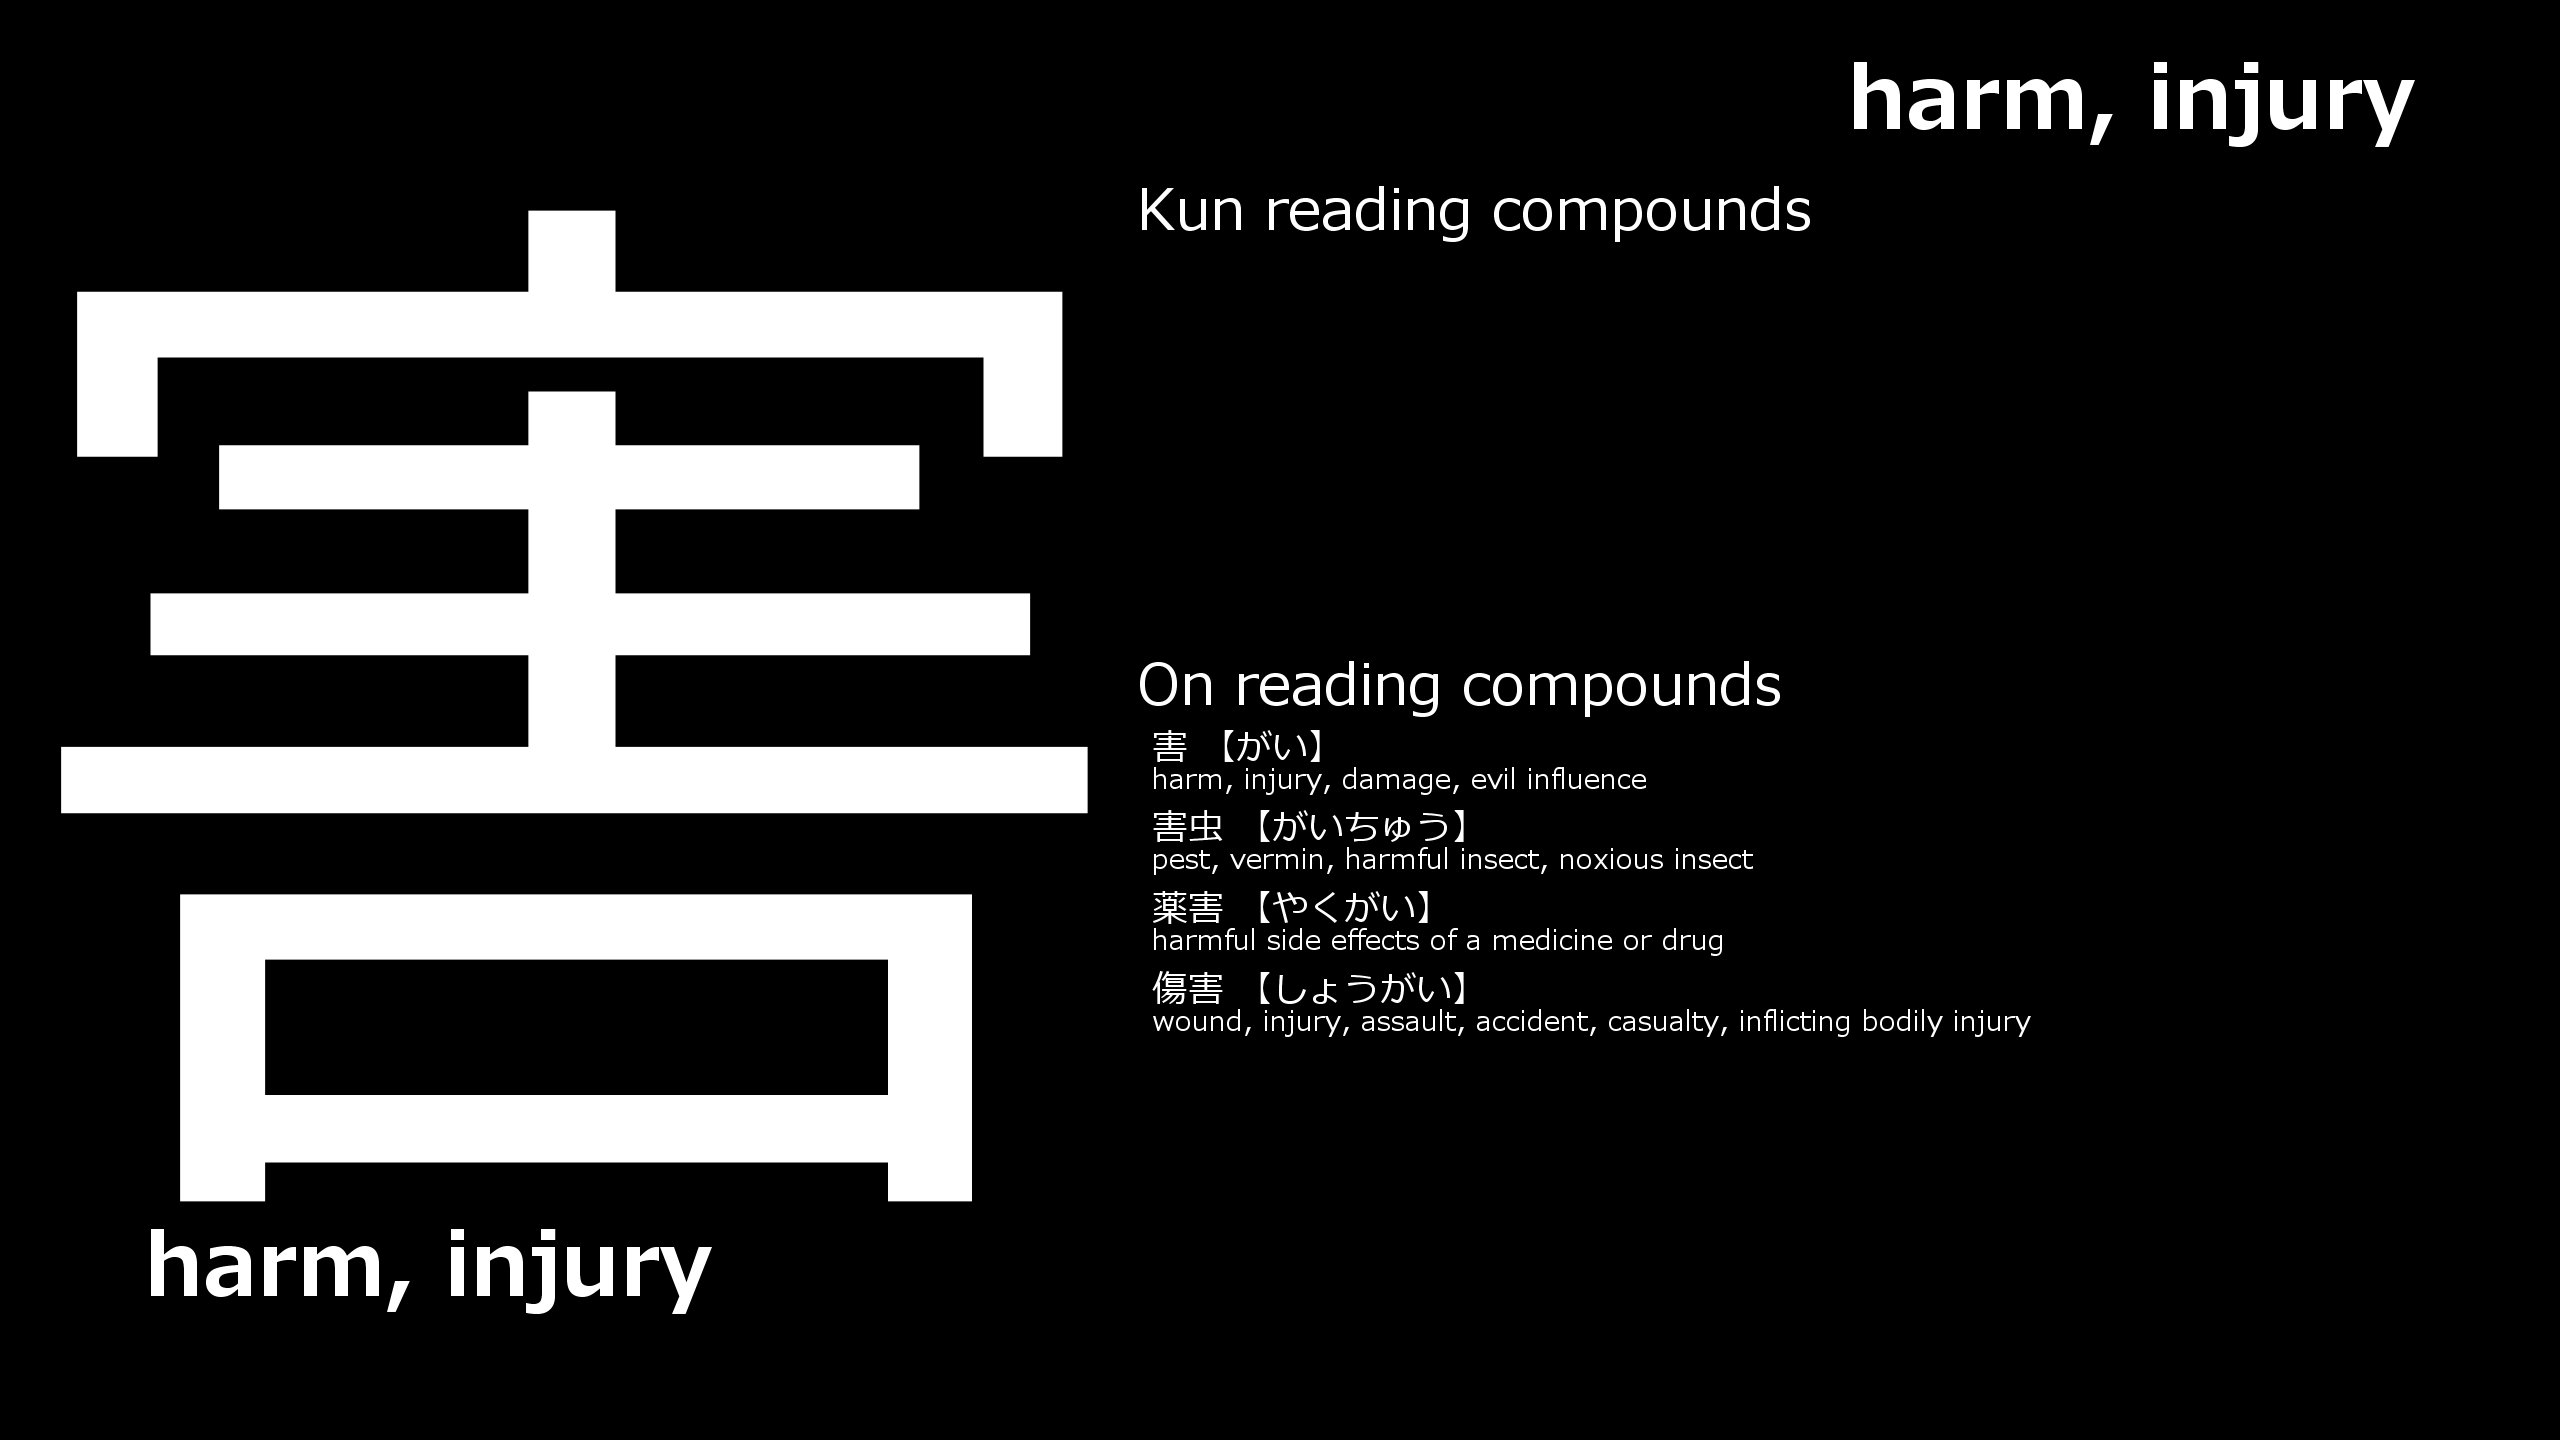 harm, injury
害
harm, injury
Kun reading compounds
On reading compounds
害 【がい】
harm, injury, damage, evil influence
害虫 【がいちゅう】
pest, vermin, harmful insect, noxious insect
薬害 【やくがい】
harmful side effects of a medicine or drug
傷害 【しょうがい】
wound, injury, assault, accident, casualty, inflicting bodily injury